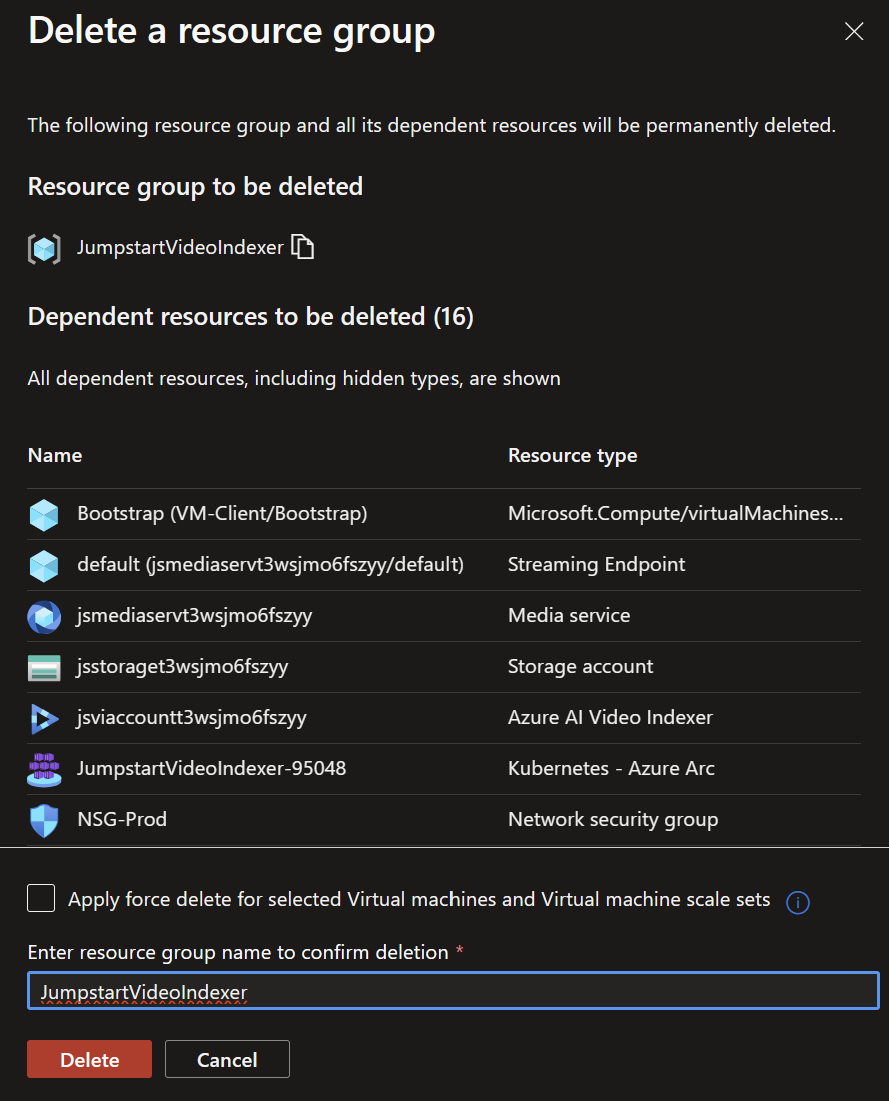 Delete a resource group
The following resource group and all its dependent resources will be permanently deleted.
Resource group to be deleted
JumpstartVideoIndexer
Dependent resources to be deleted (16)
All dependent resources, including hidden types, are shown
Name Resource type
Bootstrap (VM-Client/Bootstrap) Microsoft.Compute/virtualMachines...
default (jsmediaservt3wsjmo6fszyy/default) Streaming Endpoint
jsmediaservt3wsjmo6fszyy Media service
jsstoraget3wsjmo6fszyy Storage account
jsviaccountt3wsjmo6fszyy Azure AI Video Indexer
JumpstartVideoIndexer-95048 Kubernetes - Azure Arc
NSG-Prod Network security group
Apply force delete for selected Virtual machines and Virtual machine scale sets
Enter resource group name to confirm deletion *
JumpstartVideoIndexer
Delete Cancel